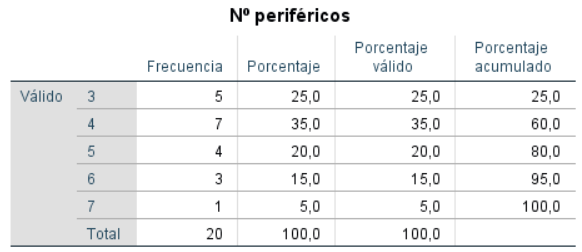 Nº periféricos
Frecuencia Porcentaje Porcentaje válido Porcentaje acumulado
Válido 3 5 25,0 25,0 25,0
4 7 35,0 35,0 60,0
5 4 20,0 20,0 80,0
6 3 15,0 15,0 95,0
7 1 5,0 5,0 100,0
Total 20 100,0 100,0